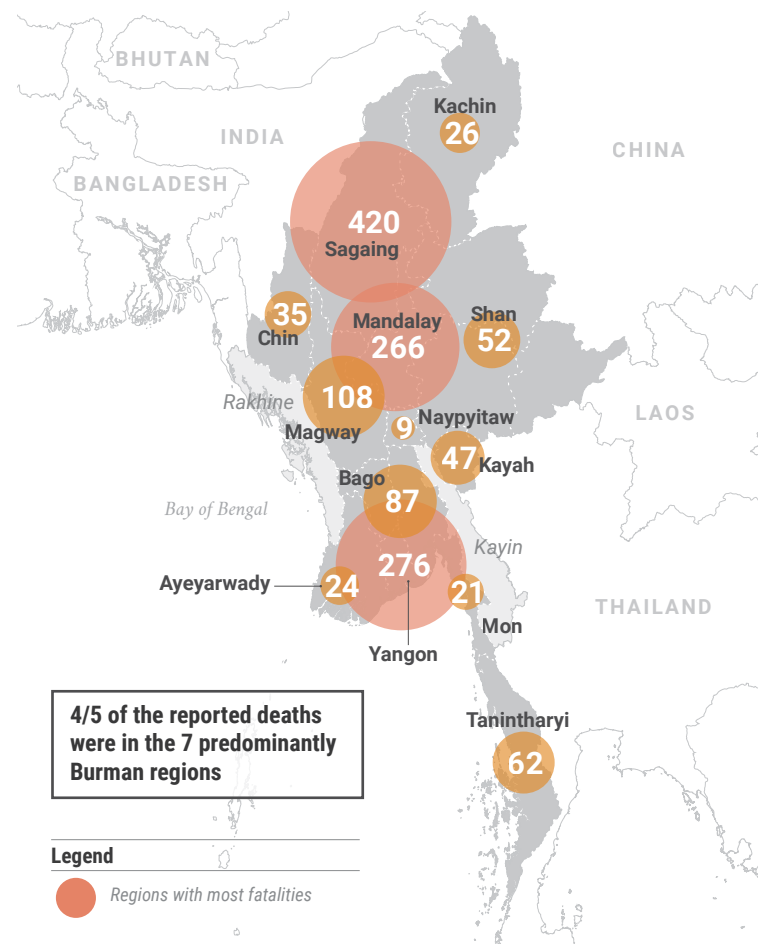 BHUTAN
Kachin
26
INDIA
CHINA
BANGLADESH
420
Sagaing
35
Chin
Mandalay
266
Shan
52
Rakhine
108
Magway
9
Naypyitaw
LAOS
47
Kayah
Bago
87
Bay of Bengal
Kayin
276
Ayeyarwady
24
21
THAILAND
Mon
Yangon
4/5 of the reported deaths
were in the 7 predominantly
Burman regions
Tanintharyi
62
Legend
Regions with most fatalities